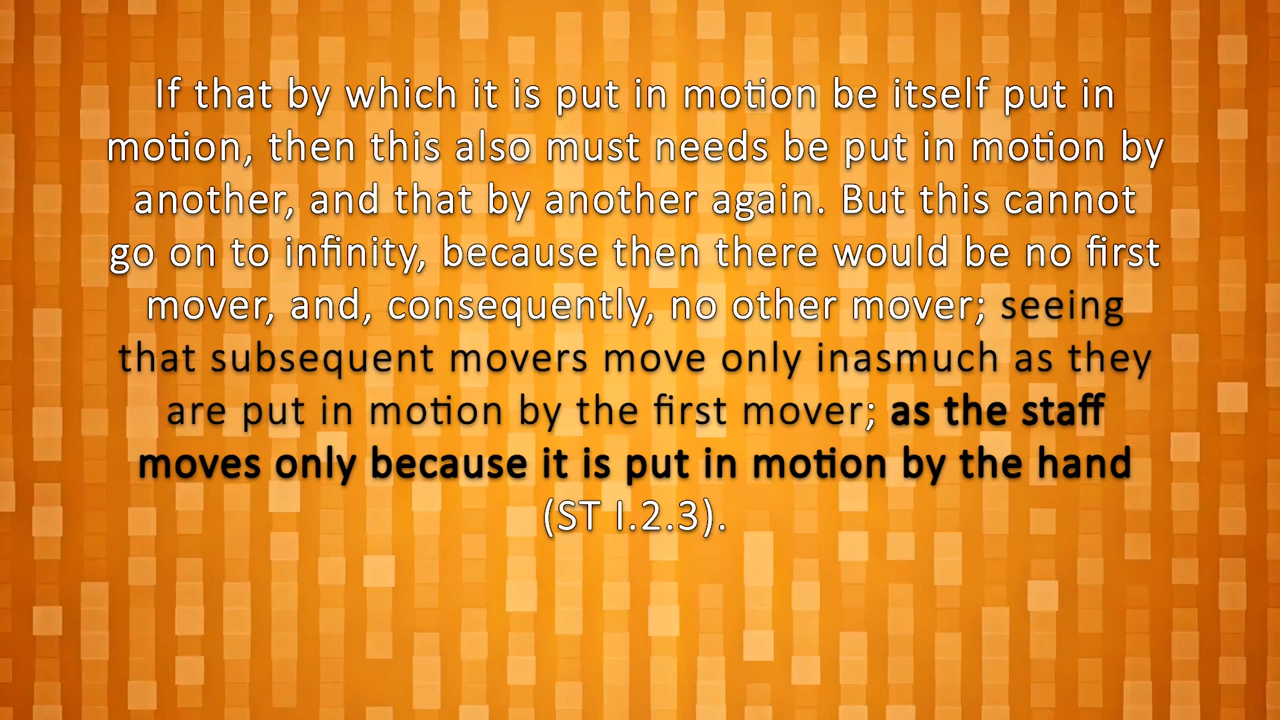 If that by which it is put in motion be itself put in
motion, then this also must needs be put in motion by
another, and that by another again. But this cannot
go on to infinity, because then there would be no first
mover, and, consequently, no other mover; seeing
that subsequent movers move only inasmuch as they
are put in motion by the first mover; as the staff
moves only because it is put in motion by the hand
(ST I.2.3).